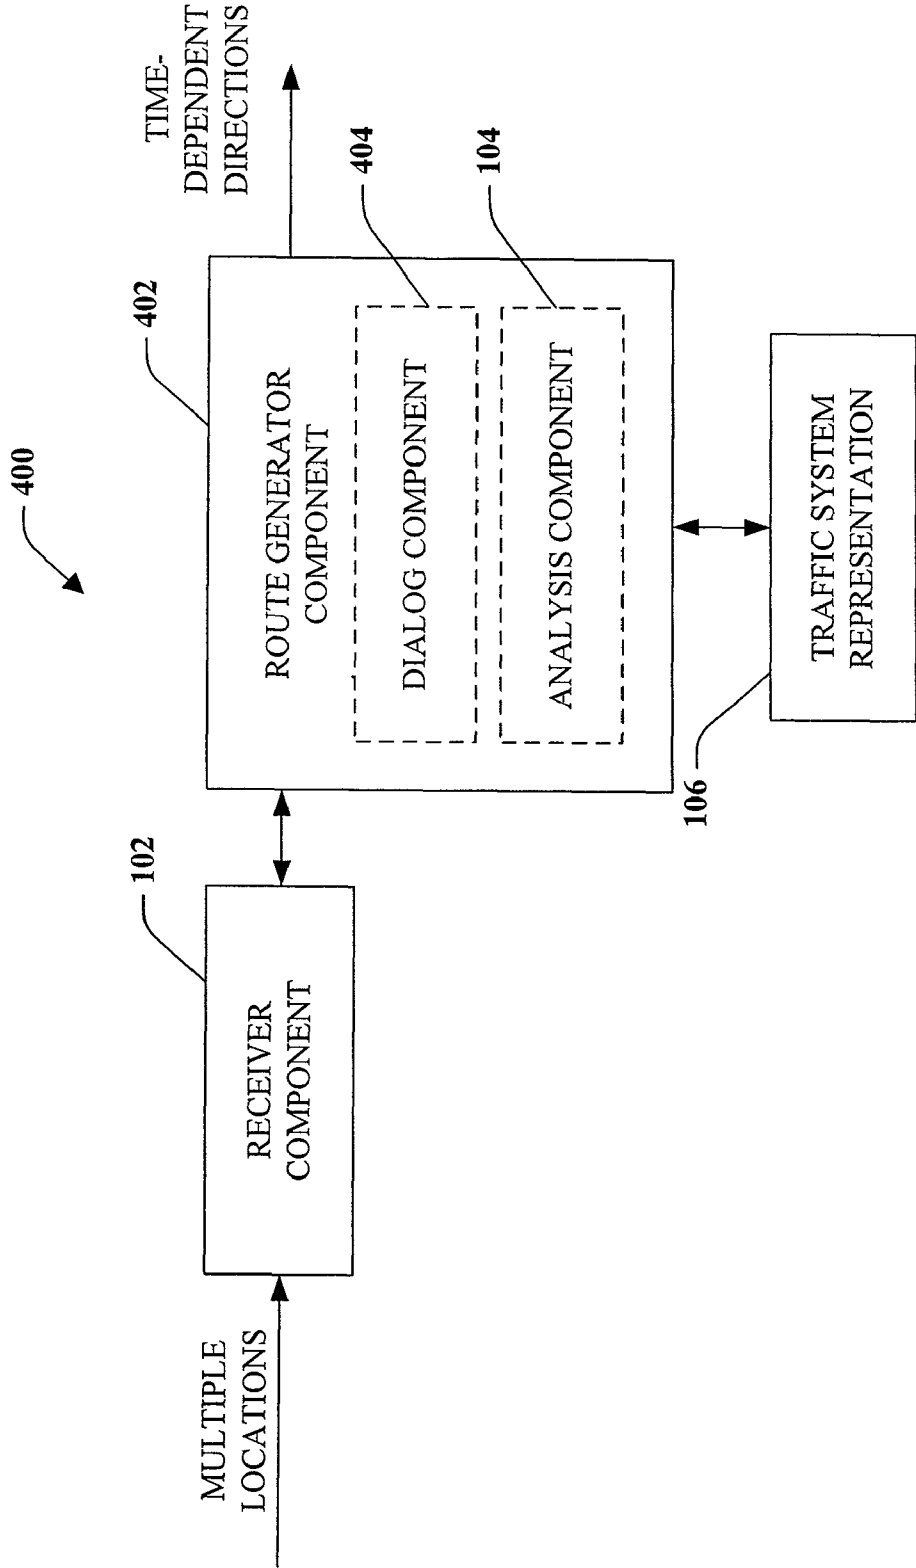 400
MULTIPLE
LOCATIONS
102
RECEIVER
COMPONENT
402
ROUTE GENERATOR
COMPONENT
DIALOG COMPONENT
404
ANALYSIS COMPONENT
104
TIME-
DEPENDENT
DIRECTIONS
106
TRAFFIC SYSTEM
REPRESENTATION